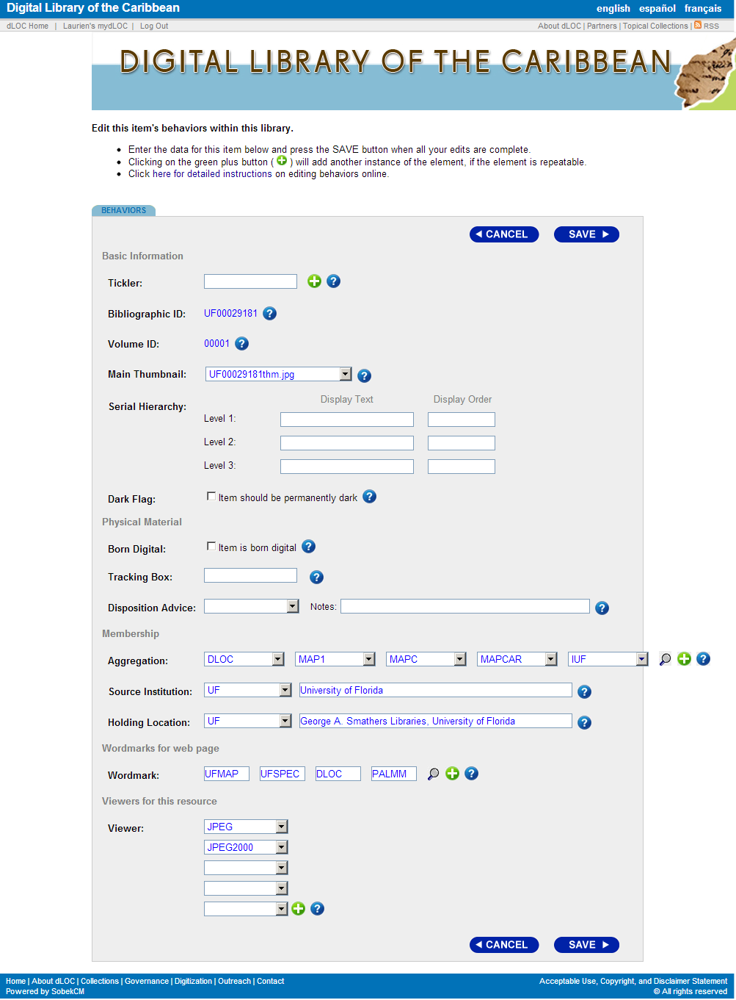 Digital Library of the Caribbean
english español français
dLOC Home | Laurien's mydLOC | Log Out
About dLOC | Partners | Topical Collections | RSS
DIGITAL LIBRARY OF THE CARIBBEAN
Edit this item's behaviors within this library.
• Enter the data for this item below and press the SAVE button when all your edits are complete.
• Clicking on the green plus button ( + ) will add another instance of the element, if the element is repeatable.
• Click here for detailed instructions on editing behaviors online.
BEHAVIORS
CANCEL SAVE
Basic Information
Tickler: + ?
Bibliographic ID: UF00029181 ?
Volume ID: 00001 ?
Main Thumbnail: UF00029181thm.jpg ?
Display Text Display Order
Serial Hierarchy:
Level 1:
Level 2:
Level 3:
Dark Flag: Item should be permanently dark ?
Physical Material
Born Digital: Item is born digital ?
Tracking Box: ?
Disposition Advice: Notes: ?
Membership
Aggregation: DLOC MAP1 MAPC MAPCAR IUF + ?
Source Institution: UF University of Florida ?
Holding Location: UF George A. Smathers Libraries, University of Florida ?
Wordmarks for web page
Wordmark: UFMAP UFSPEC DLOC PALMM + ?
Viewers for this resource
Viewer: JPEG
JPEG2000
+ ?
CANCEL SAVE
Home | About dLOC | Collections | Governance | Digitization | Outreach | Contact
Acceptable Use, Copyright, and Disclaimer Statement
Powered by SobekCM
© All rights reserved